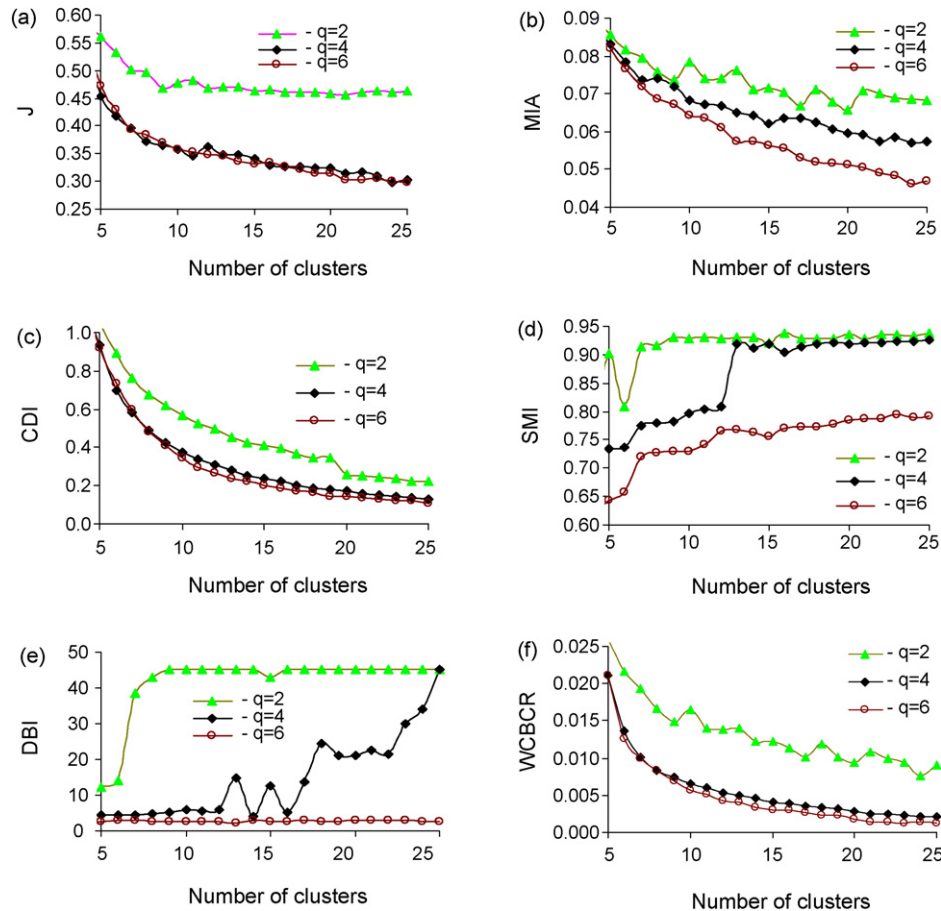 (a)
0.60
0.55
0.50
0.45
0.40
0.35
0.30
0.25
J
- q=2
- q=4
- q=6
5 10 15 20 25
Number of clusters
(b)
0.09
0.08
0.07
0.06
0.05
0.04
MIA
- q=2
- q=4
- q=6
5 10 15 20 25
Number of clusters
(c)
1.0
0.8
0.6
0.4
0.2
0.0
CDI
- q=2
- q=4
- q=6
5 10 15 20 25
Number of clusters
(d)
0.95
0.90
0.85
0.80
0.75
0.70
0.65
0.60
SMI
- q=2
- q=4
- q=6
5 10 15 20 25
Number of clusters
(e)
50
40
30
20
10
0
DBI
- q=2
- q=4
- q=6
5 10 15 20 25
Number of clusters
(f)
0.025
0.020
0.015
0.010
0.005
0.000
WCBCR
- q=2
- q=4
- q=6
5 10 15 20 25
Number of clusters